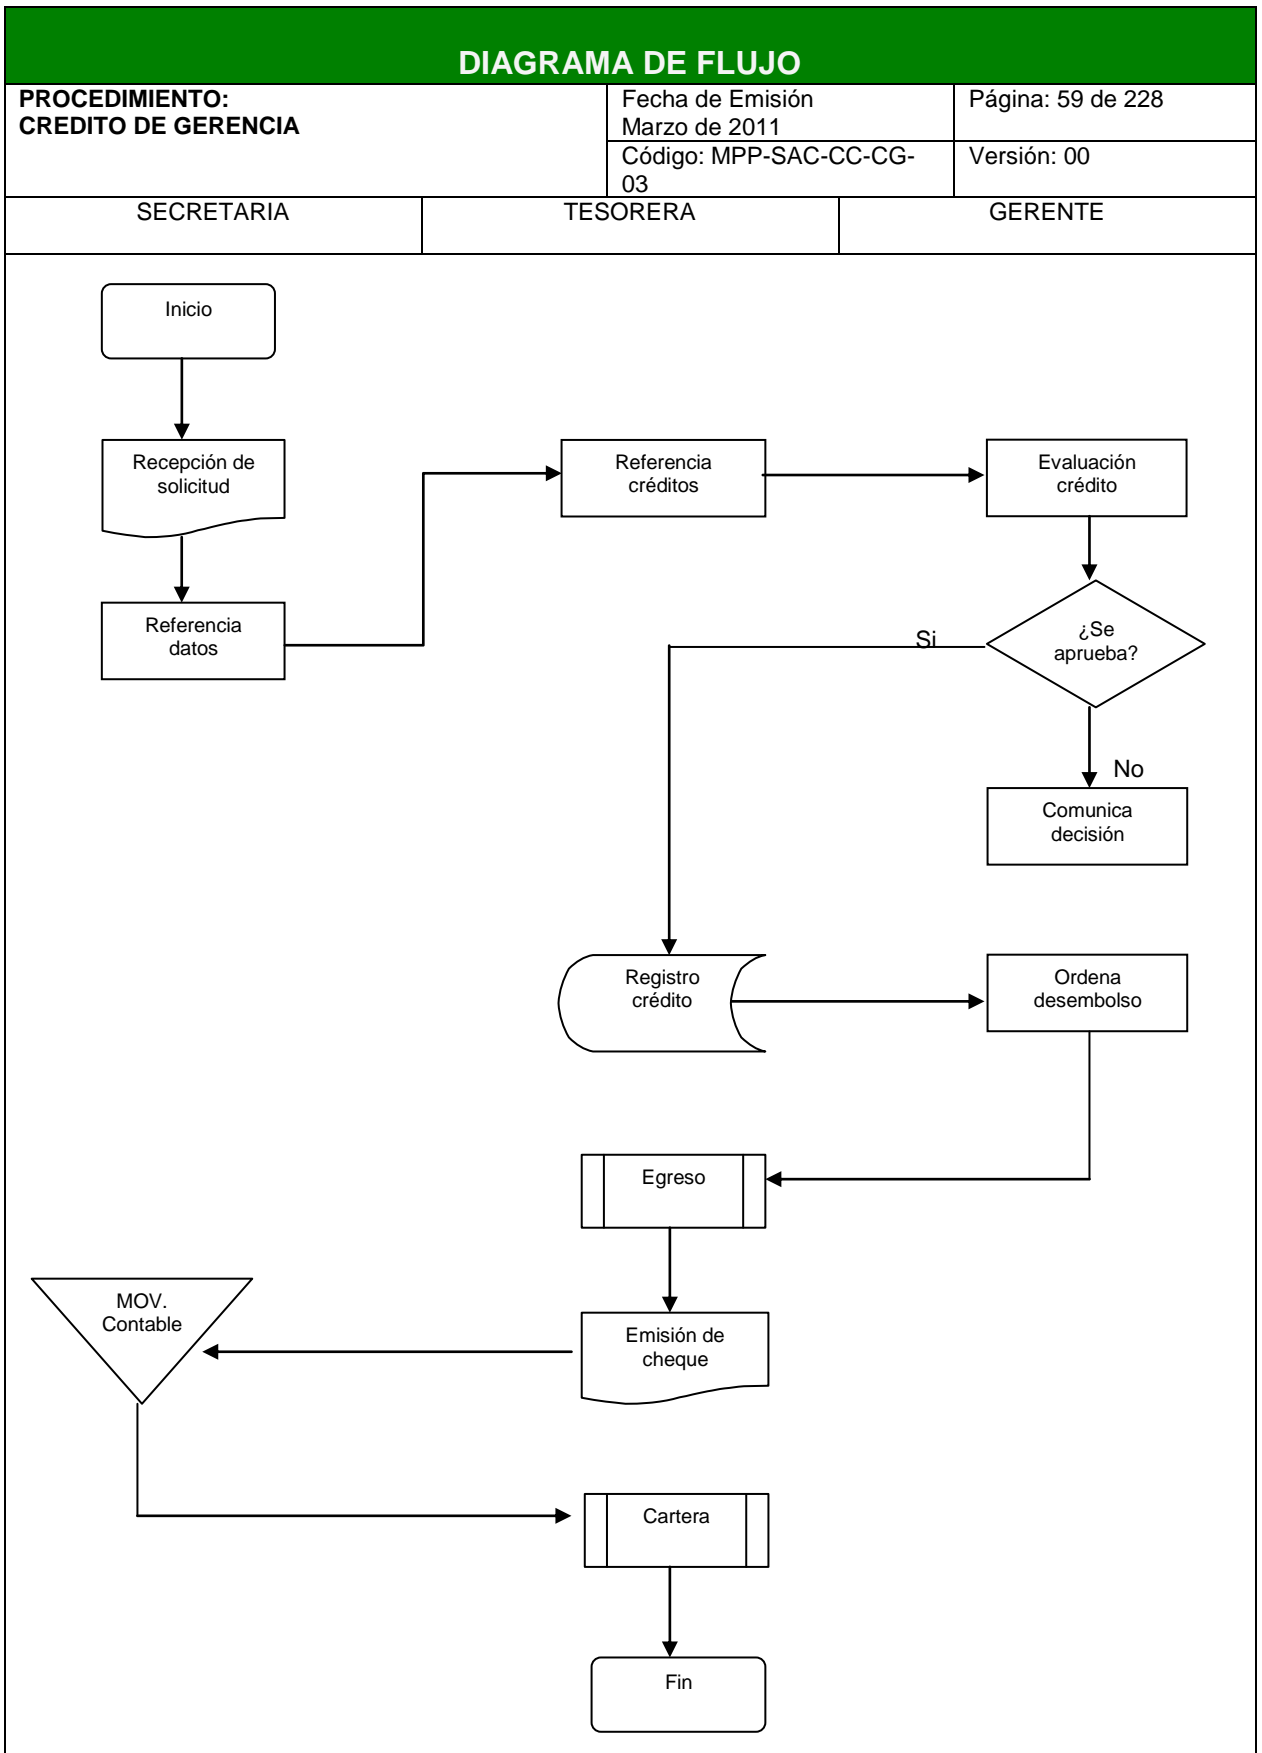 DIAGRAMA DE FLUJO
PROCEDIMIENTO:
CREDITO DE GERENCIA
Fecha de Emisión
Marzo de 2011
Página: 59 de 228
Código: MPP-SAC-CC-CG-
03
Versión: 00
SECRETARIA
TESORERA
GERENTE
Inicio
Recepción de
solicitud
Referencia
créditos
Evaluación
crédito
Referencia
datos
Si
¿Se
aprueba?
No
Comunica
decisión
Registro
crédito
Ordena
desembolso
Egreso
MOV.
Contable
Emisión de
cheque
Cartera
Fin